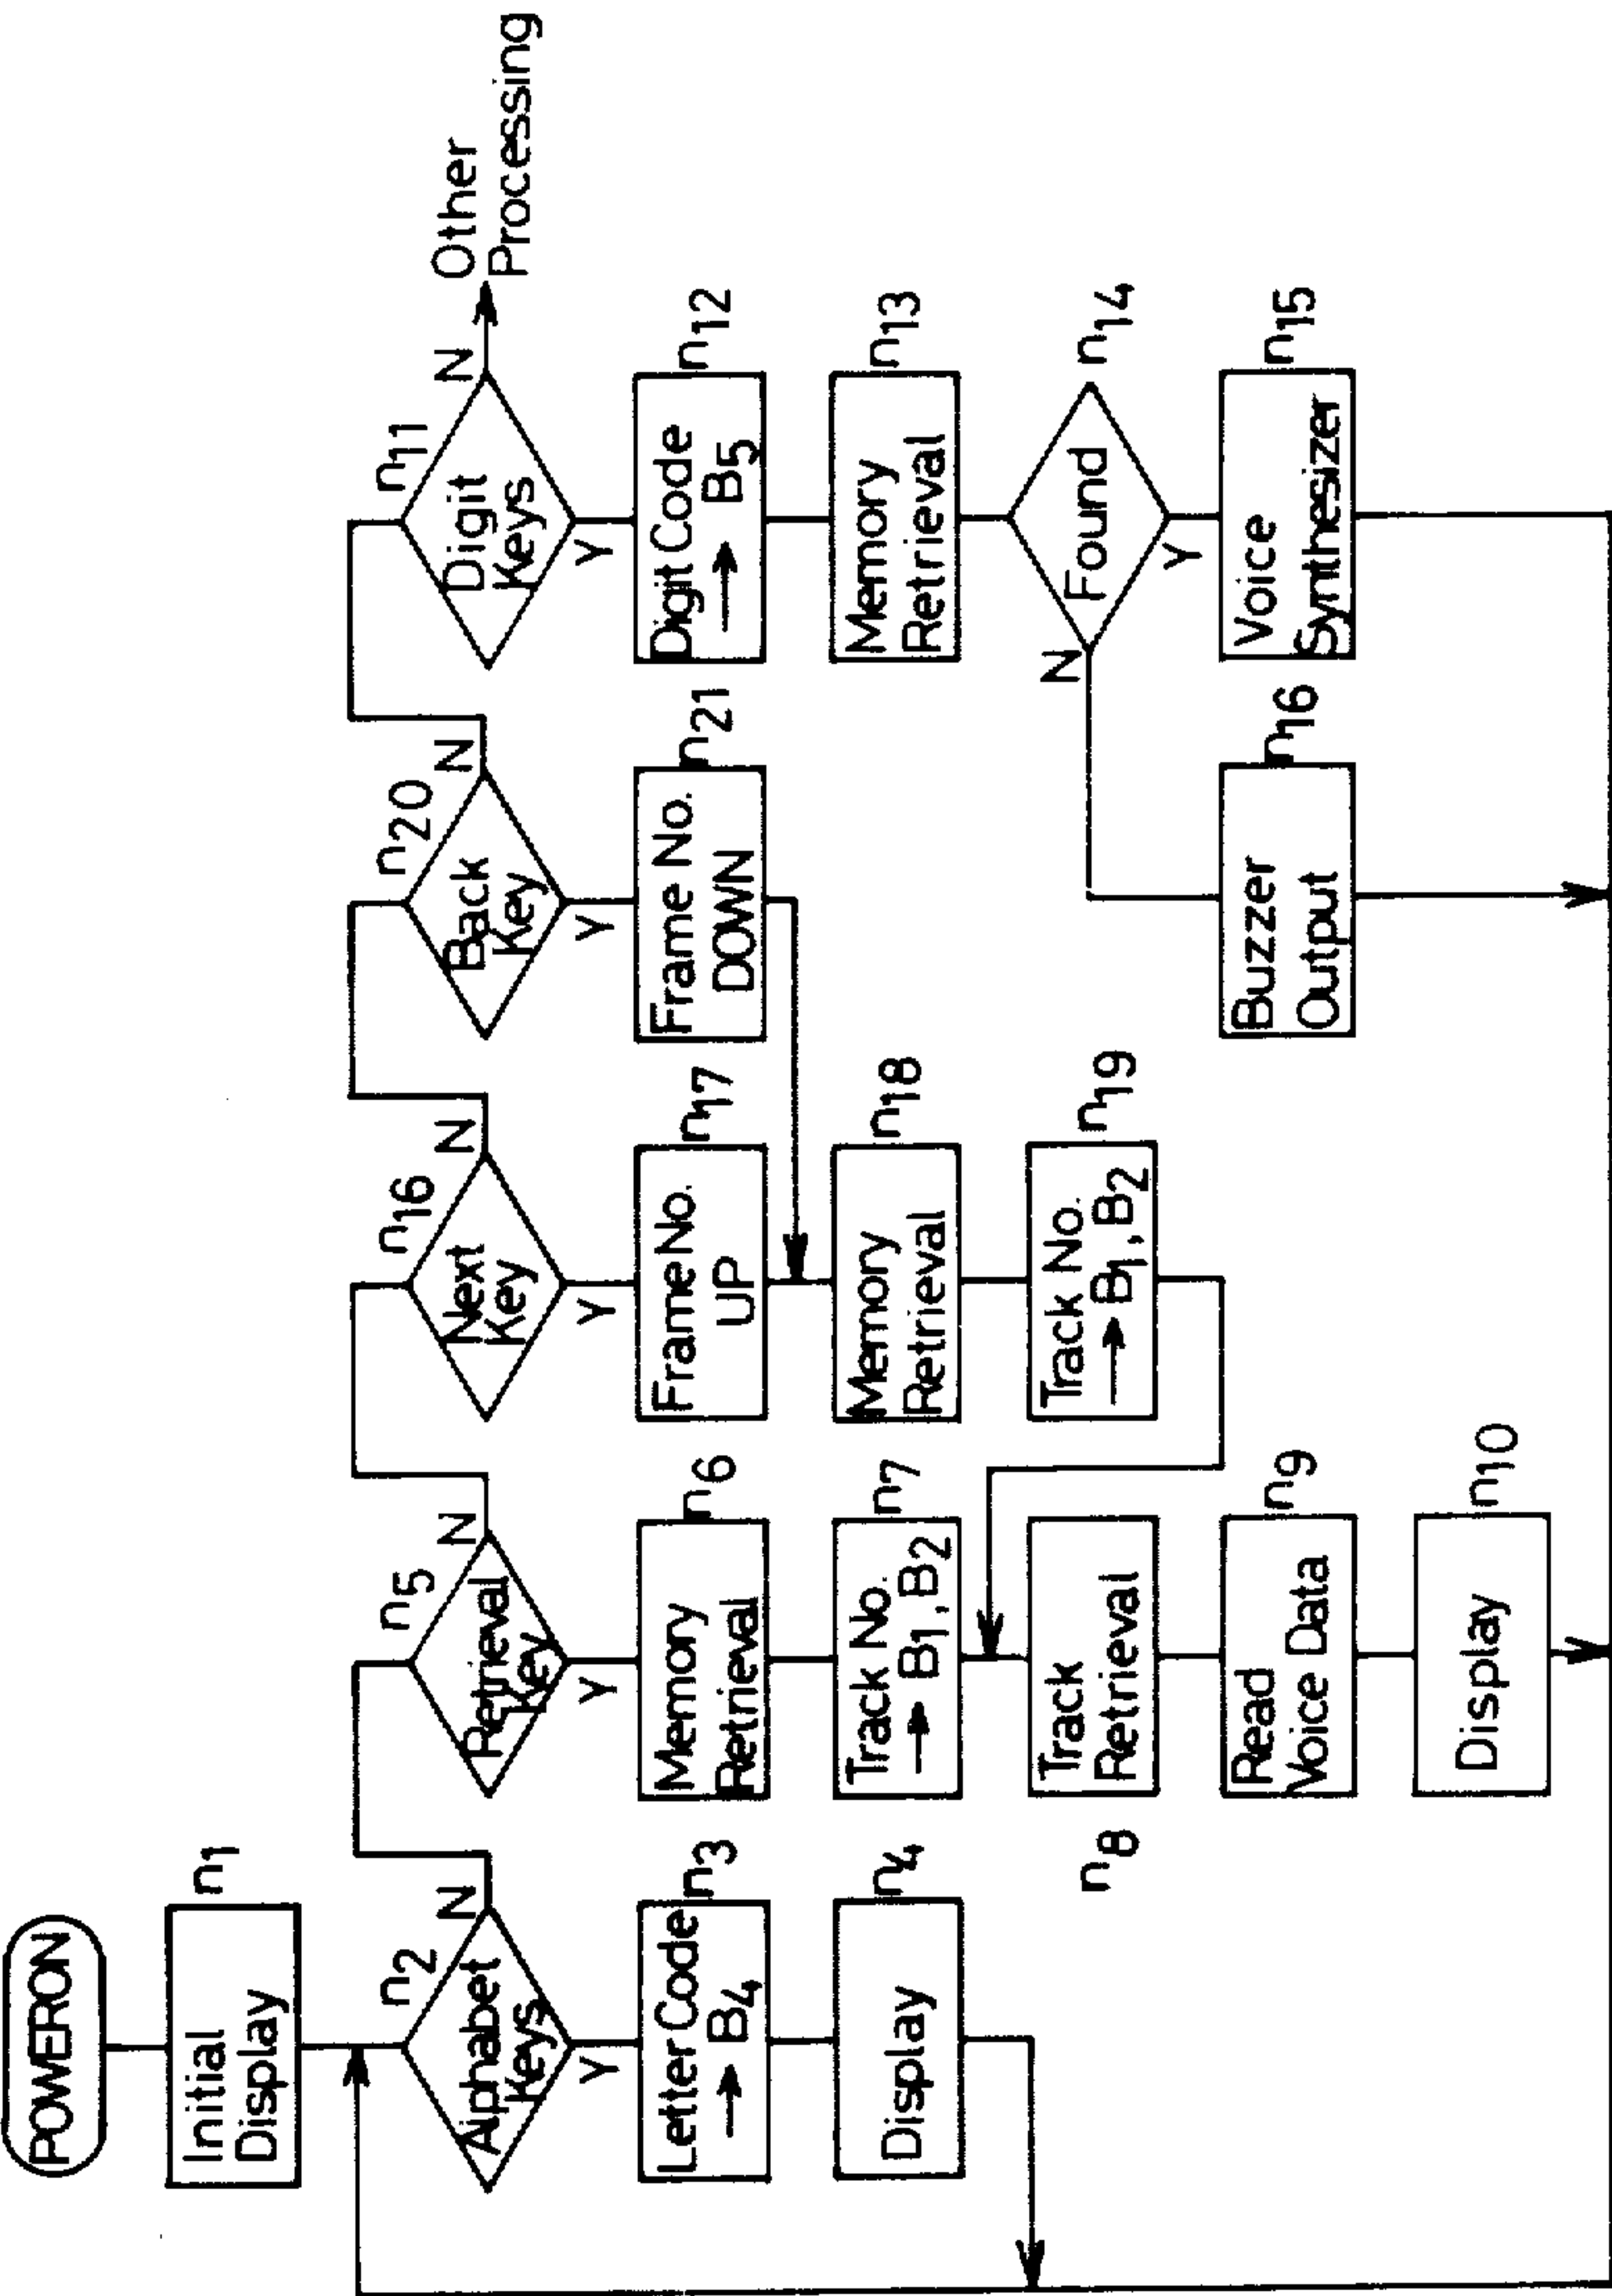 POWERON
Initial
Display
n1
Alphabet
Keys
n2
N
Y
Letter Code
→ B4
n3
Display
n4
Retrieval
Key
n5
N
Y
Memory
Retrieval
n6
Track No.
→ B1, B2
n7
Track
Retrieval
n8
Read
Voice Data
n9
Display
n10
Next
Key
n16
N
Y
Frame No.
UP
n17
Memory
Retrieval
n18
Track No.
→ B1, B2
n19
Back
Key
n20
N
Y
Frame No.
DOWN
n21
Digit
Keys
n11
N
Other
Processing
Y
Digit Code
→ B5
n12
Memory
Retrieval
n13
Found
n14
N
Y
Buzzer
Output
n16
Voice
Synthesizer
n15